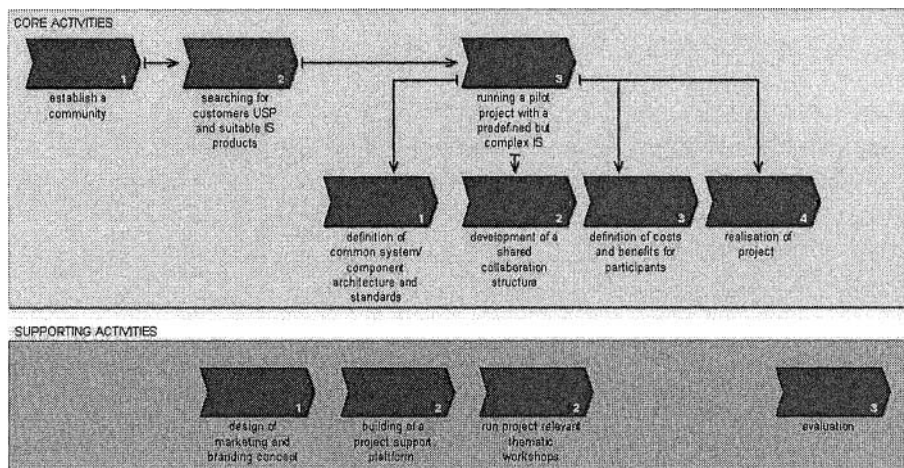 CORE ACTIVITIES
1
2
3
establish a
community
searching for
customers USP
and suitable IS
products
running a pilot
project with a
predefined but
complex IS
1
2
3
4
definition of
common system/
component
architecture and
standards
development of a
shared
collaboration
structure
definition of costs
and benefits for
participants
realisation of
project
SUPPORTING ACTIVITIES
1
2
2
3
design of
marketing and
branding concept
building of a
project support
plattform
run project relevant
thematic
workshops
evaluation